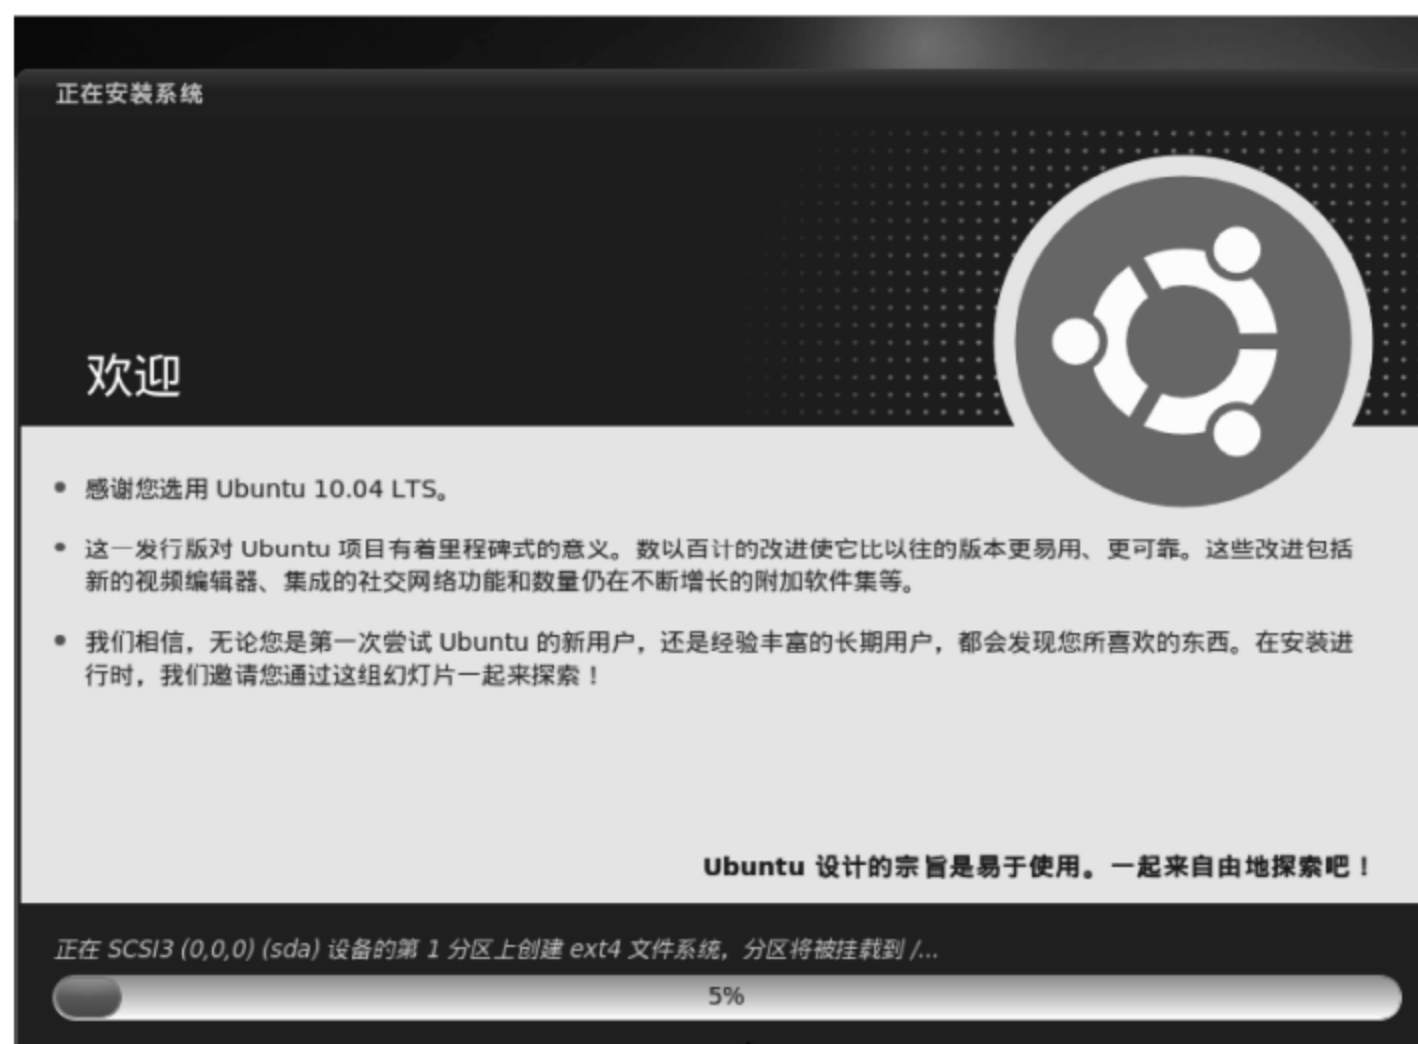 正在安装系统
欢迎
• 感谢您选用 Ubuntu 10.04 LTS。
• 这一发行版对 Ubuntu 项目有着里程碑式的意义。数以百计的改进使它比以往的版本更易用、更可靠。这些改进包括
新的视频编辑器、集成的社交网络功能和数量仍在不断增长的附加软件集等。
• 我们相信，无论您是第一次尝试 Ubuntu 的新用户，还是经验丰富的长期用户，都会发现您所喜欢的东西。在安装进
行时，我们邀请您通过这组幻灯片一起来探索！
Ubuntu 设计的宗旨是易于使用。一起来自由地探索吧！
正在 SCSI3 (0,0,0) (sda) 设备的第 1 分区上创建 ext4 文件系统，分区将被挂载到 /...
5%